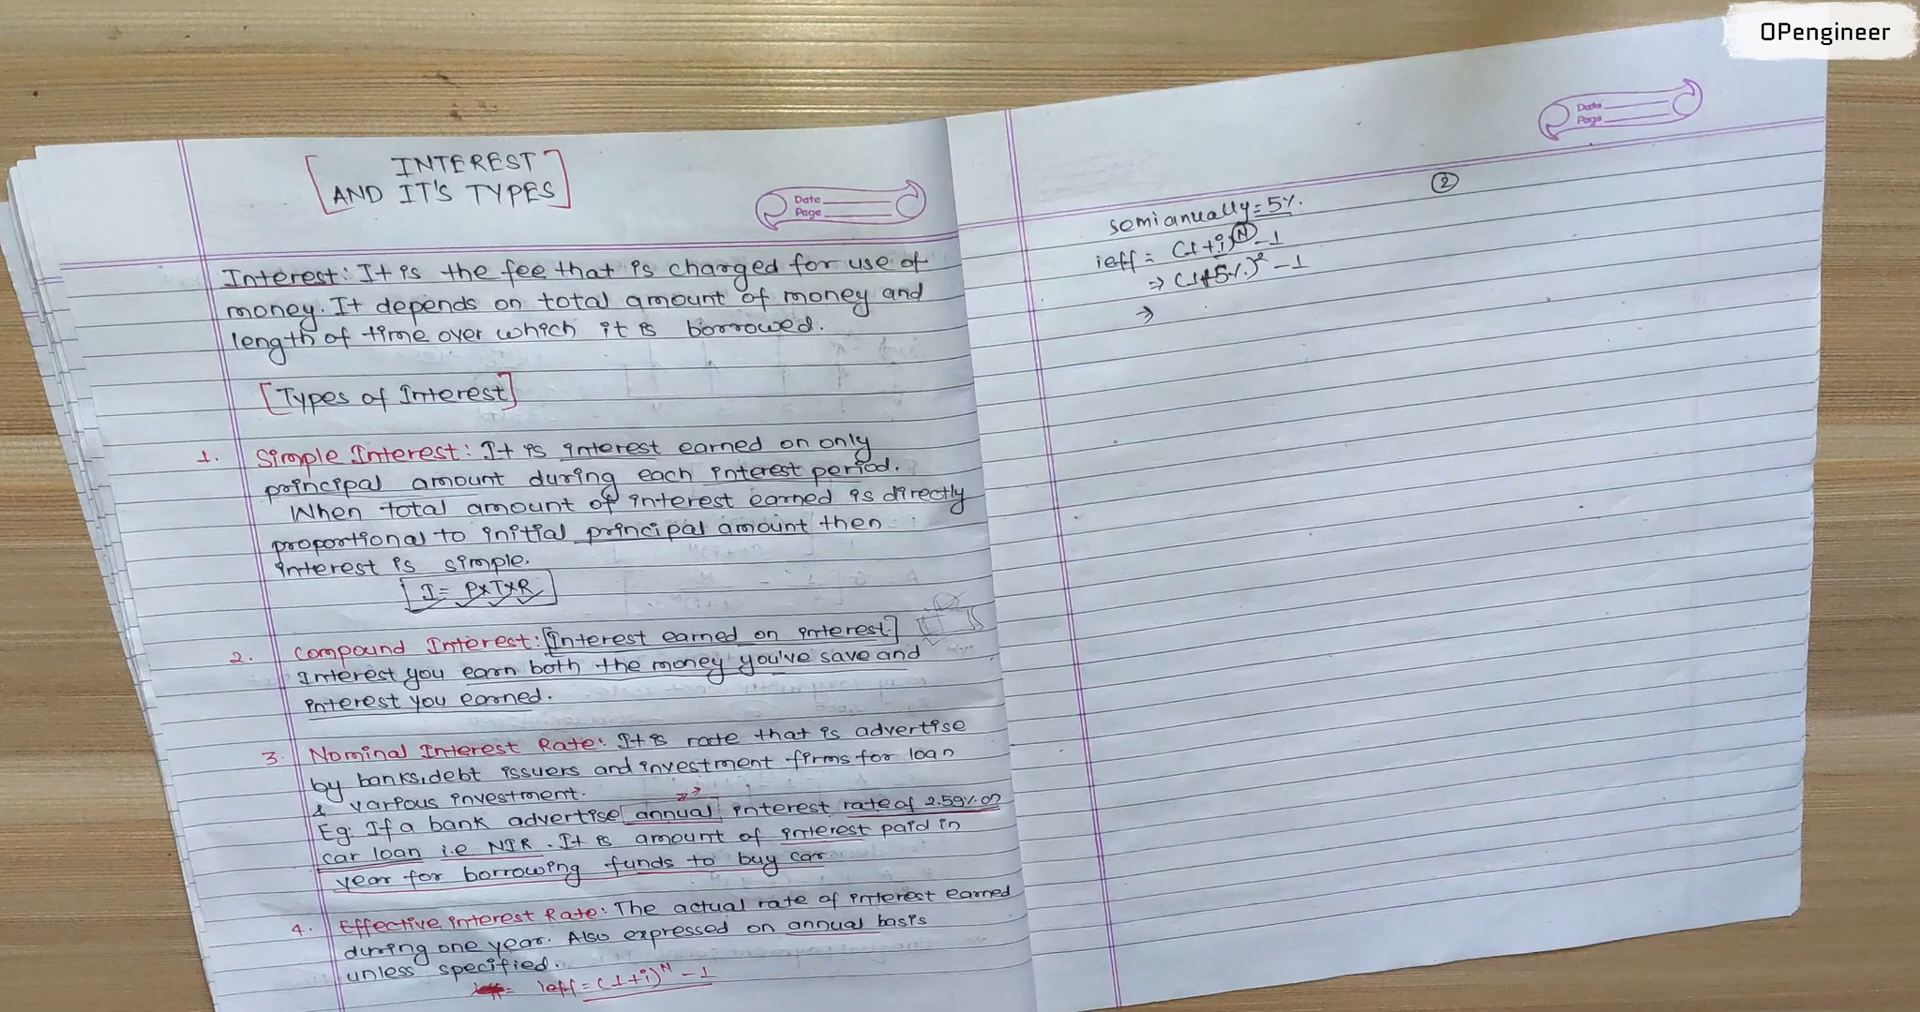 OPengineer
INTEREST
AND IT'S TYPES
Date
Page
Interest: It is the fee that is charged for use of
money. It depends on total amount of money and
length of time over which it is borrowed.
[Types of Interest]
1. Simple Interest: It is interest earned on only
principal amount during each interest period.
When total amount of interest earned is directly
proportional to initial principal amount then
interest is simple.
I = P×T×R
2. Compound Interest: [Interest earned on interest.]
Interest you earn both the money you've save and
interest you earned.
3. Nominal Interest Rate: It is rate that is advertise
by banks, debt issuers and investment firms for loan
& various investment.
Eg: If a bank advertise [annual] interest rate of 2.59% on
car loan i.e NIR. It is amount of interest paid in
year for borrowing funds to buy car.
4. Effective interest Rate: The actual rate of interest earned
during one year. Also expressed on annual basis
unless specified.
ieff = (1+i)^N - 1
Date
Page
2
semianually = 5%.
ieff = (1+i)^N - 1
⇒ (1+5%)^2 - 1
→